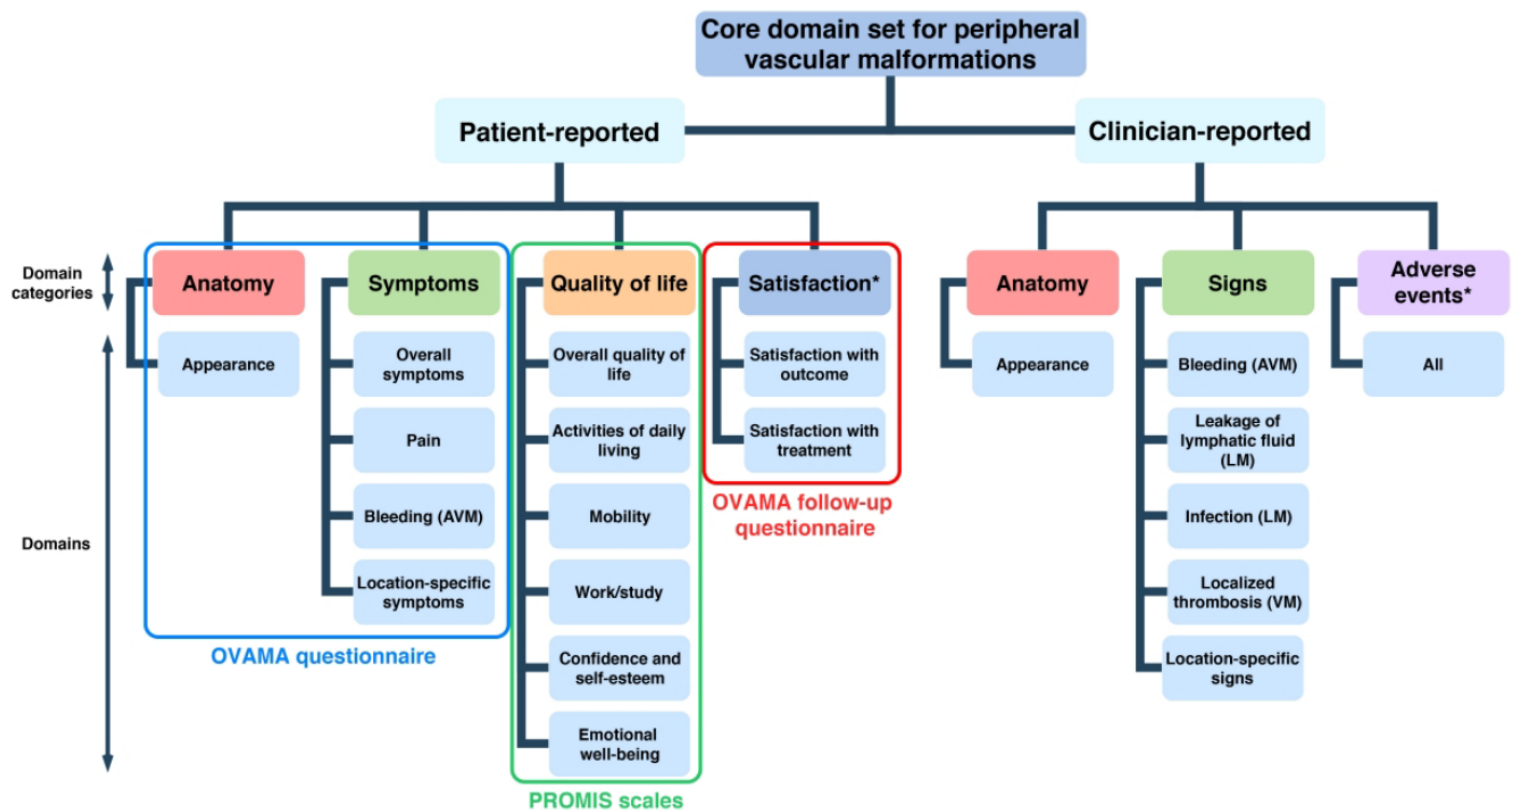 Core domain set for peripheral
vascular malformations
Patient-reported
Clinician-reported
Domain
categories
Domains
Anatomy
Appearance
Symptoms
Overall
symptoms
Pain
Bleeding (AVM)
Location-specific
symptoms
OVAMA questionnaire
Quality of life
Overall quality of
life
Activities of daily
living
Mobility
Work/study
Confidence and
self-esteem
Emotional
well-being
PROMIS scales
Satisfaction*
Satisfaction with
outcome
Satisfaction with
treatment
OVAMA follow-up
questionnaire
Anatomy
Appearance
Signs
Bleeding (AVM)
Leakage of
lymphatic fluid
(LM)
Infection (LM)
Localized
thrombosis (VM)
Location-specific
signs
Adverse
events*
All